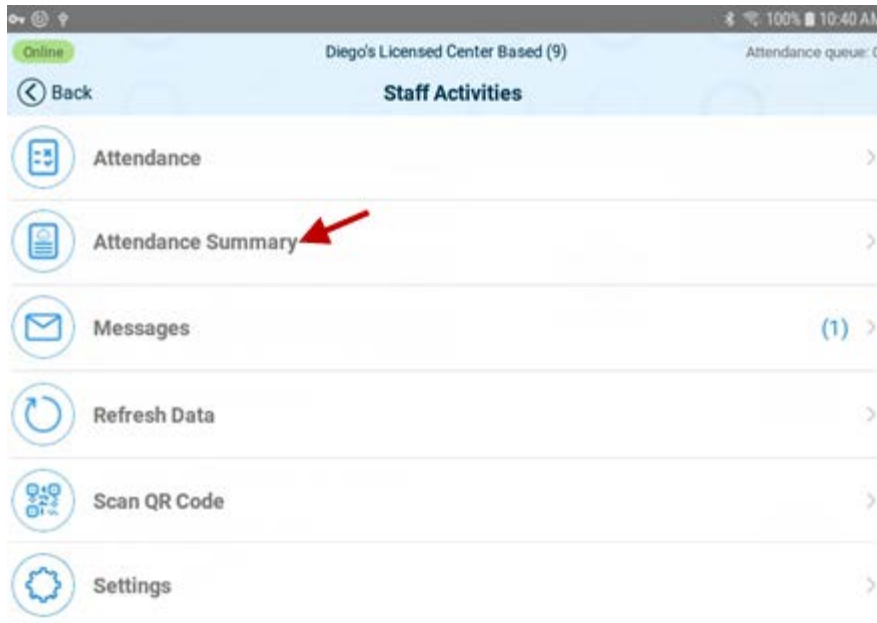 100% 10:40 AM
Online Diego's Licensed Center Based (9) Attendance queue:
Back Staff Activities
Attendance
Attendance Summary
Messages (1)
Refresh Data
Scan QR Code
Settings